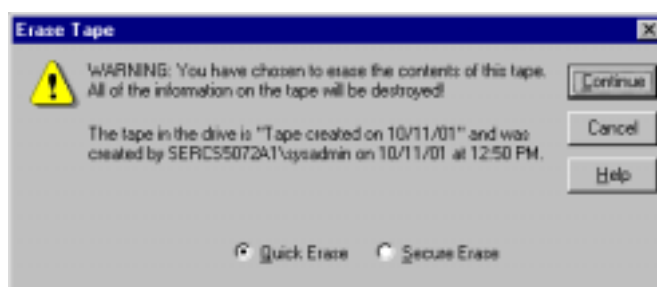 Erase Tape
WARNING: You have chosen to erase the contents of this tape.
All of the information on the tape will be destroyed!
The tape in the drive is "Tape created on 10/11/01" and was
created by SERCS5072A1\sysadmin on 10/11/01 at 12:50 PM.
Continue
Cancel
Help
Quick Erase
Secure Erase